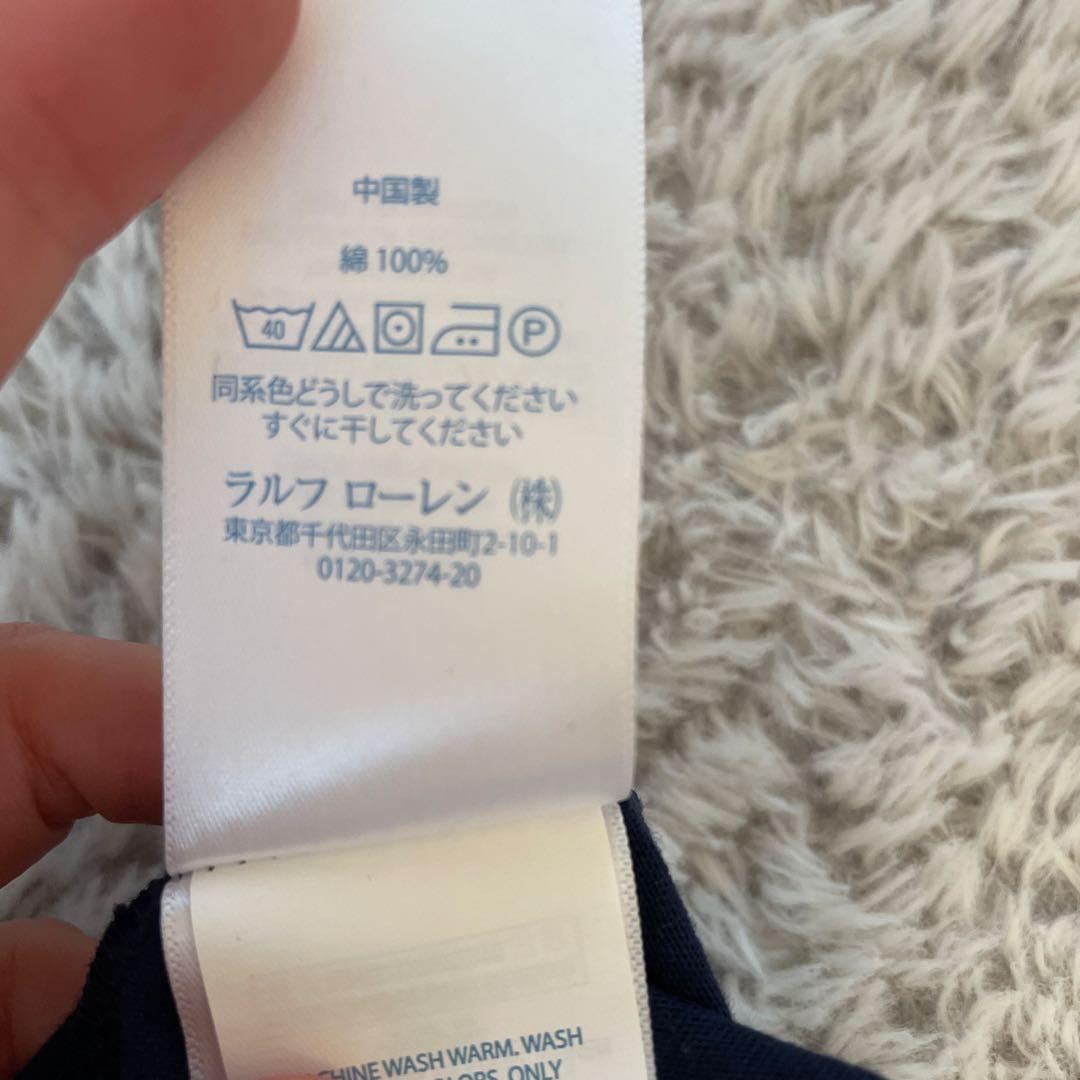 中国製
綿 100%
40 P
同系色どうしで洗ってください
すぐに干してください
ラルフ ローレン (株)
東京都千代田区永田町2-10-1
0120-3274-20
WASH WARM. WASH
ONLY